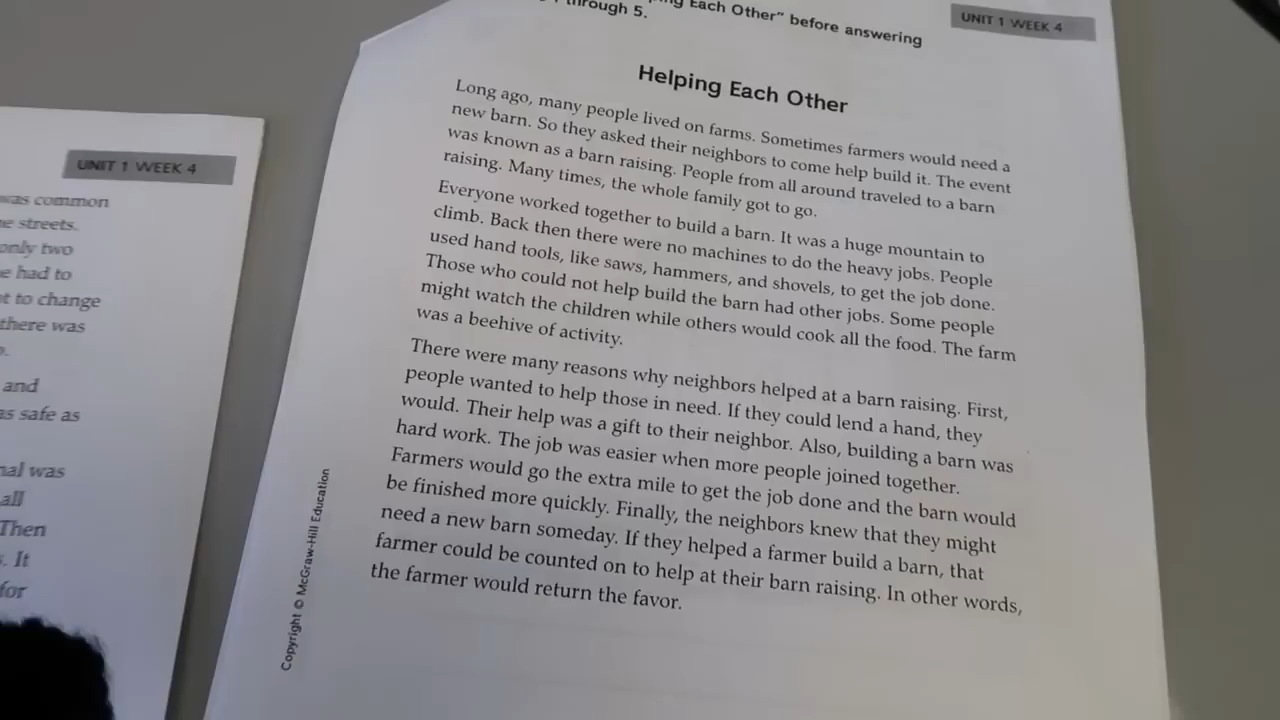 UNIT 1 WEEK 4
was common
streets.
only two
had to
to change
there was
and
safe as
was
all
Then
It
for
Each Other" before answering
through 5.
UNIT 1 WEEK 4
Helping Each Other
Long ago, many people lived on farms. Sometimes farmers would need a
new barn. So they asked their neighbors to come help build it. The event
was known as a barn raising. People from all around traveled to a barn
raising. Many times, the whole family got to go.
Everyone worked together to build a barn. It was a huge mountain to
climb. Back then there were no machines to do the heavy jobs. People
used hand tools, like saws, hammers, and shovels, to get the job done.
Those who could not help build the barn had other jobs. Some people
might watch the children while others would cook all the food. The farm
was a beehive of activity.
There were many reasons why neighbors helped at a barn raising. First,
people wanted to help those in need. If they could lend a hand, they
would. Their help was a gift to their neighbor. Also, building a barn was
hard work. The job was easier when more people joined together.
Farmers would go the extra mile to get the job done and the barn would
be finished more quickly. Finally, the neighbors knew that they might
need a new barn someday. If they helped a farmer build a barn, that
farmer could be counted on to help at their barn raising. In other words,
the farmer would return the favor.
Copyright © McGraw-Hill Education